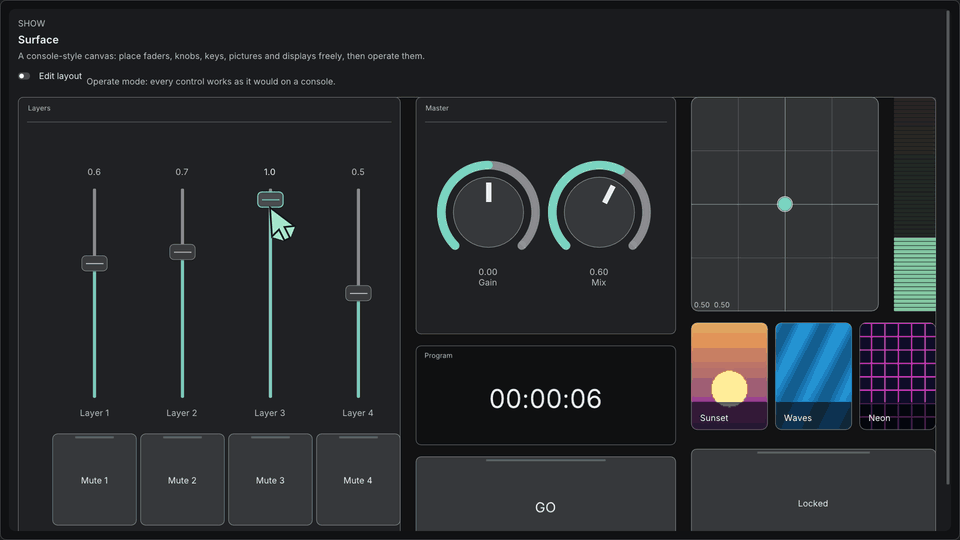 SHOW
Surface
A console-style canvas: place faders, knobs, keys, pictures and displays freely, then operate them.
Edit layout
Operate mode: every control works as it would on a console.
Layers
0.6
0.7
1.0
0.5
Layer 1
Layer 2
Layer 3
Layer 4
Mute 1
Mute 2
Mute 3
Mute 4
Master
0.00
Gain
0.60
Mix
Program
00:00:06
GO
0.50 0.50
Sunset
Waves
Neon
Locked